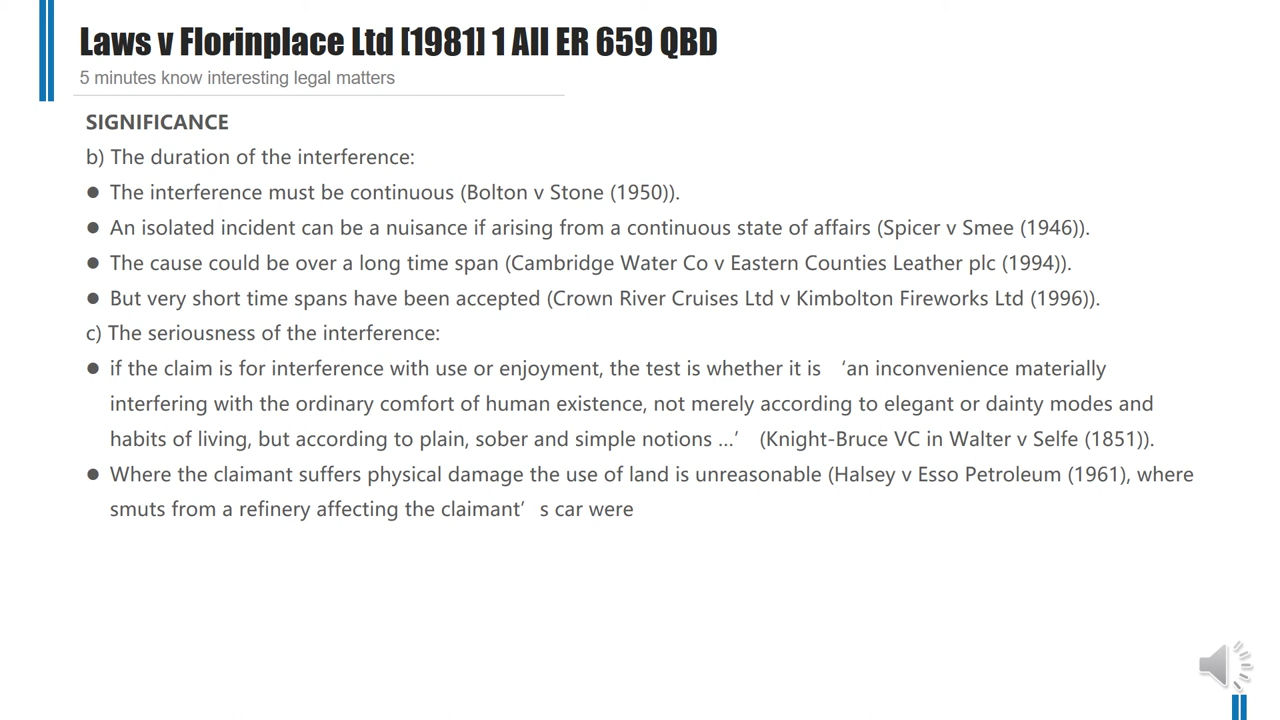 Laws v Florinplace Ltd [1981] 1 All ER 659 QBD
5 minutes know interesting legal matters
SIGNIFICANCE
b) The duration of the interference:
● The interference must be continuous (Bolton v Stone (1950)).
● An isolated incident can be a nuisance if arising from a continuous state of affairs (Spicer v Smee (1946)).
● The cause could be over a long time span (Cambridge Water Co v Eastern Counties Leather plc (1994)).
● But very short time spans have been accepted (Crown River Cruises Ltd v Kimbolton Fireworks Ltd (1996)).
c) The seriousness of the interference:
● if the claim is for interference with use or enjoyment, the test is whether it is ‘an inconvenience materially
interfering with the ordinary comfort of human existence, not merely according to elegant or dainty modes and
habits of living, but according to plain, sober and simple notions …’ (Knight-Bruce VC in Walter v Selfe (1851)).
● Where the claimant suffers physical damage the use of land is unreasonable (Halsey v Esso Petroleum (1961), where
smuts from a refinery affecting the claimant’s car were